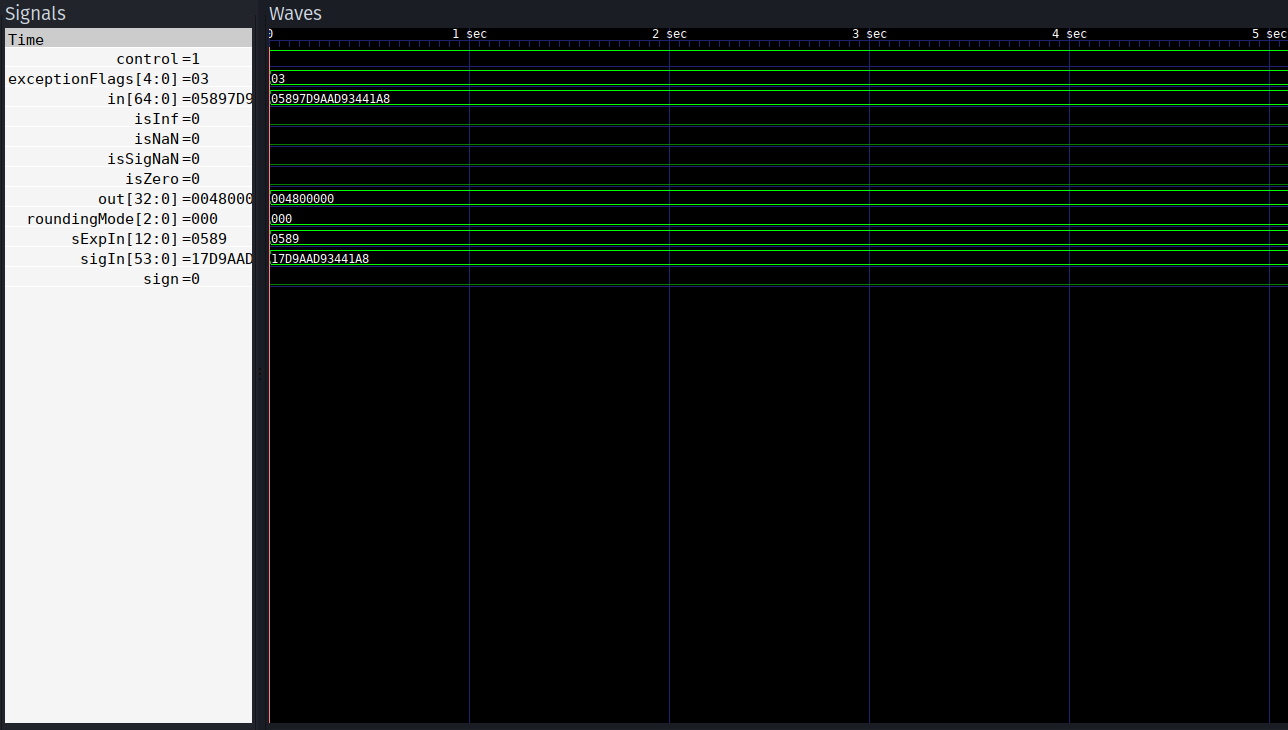 Signals
Waves
Time
0 1 sec 2 sec 3 sec 4 sec 5 sec
control=1
exceptionFlags[4:0]=03 03
in[64:0]=05897D9 05897D9AAD93441A8
isInf=0
isNaN=0
isSigNaN=0
isZero=0
out[32:0]=0048000 004800000
roundingMode[2:0]=000 000
sExpIn[12:0]=0589 0589
sigIn[53:0]=17D9AAD 17D9AAD93441A8
sign=0